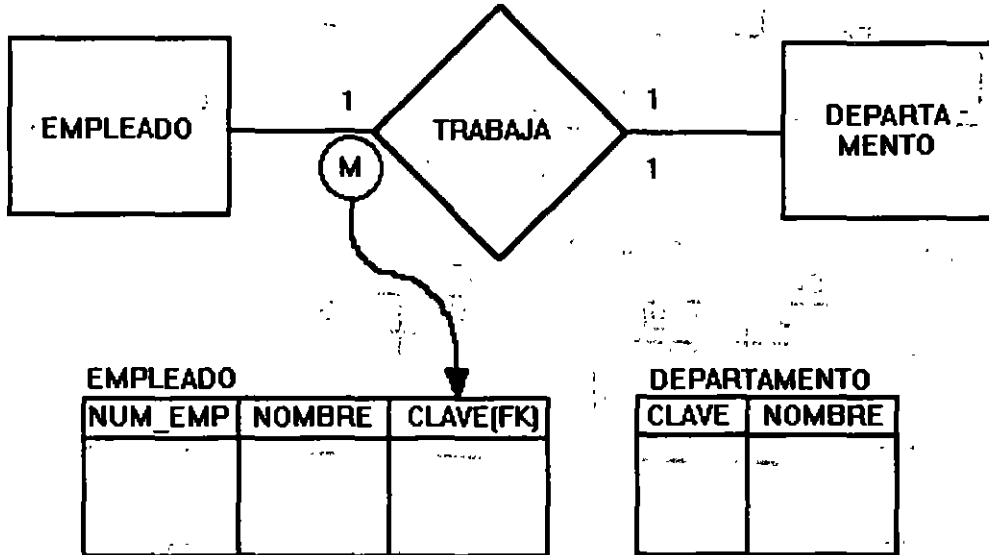 EMPLEADO
1
M
TRABAJA
1
1
DEPARTA
MENTO
EMPLEADO
NUM_EMP NOMBRE CLAVE(FK)
DEPARTAMENTO
CLAVE NOMBRE